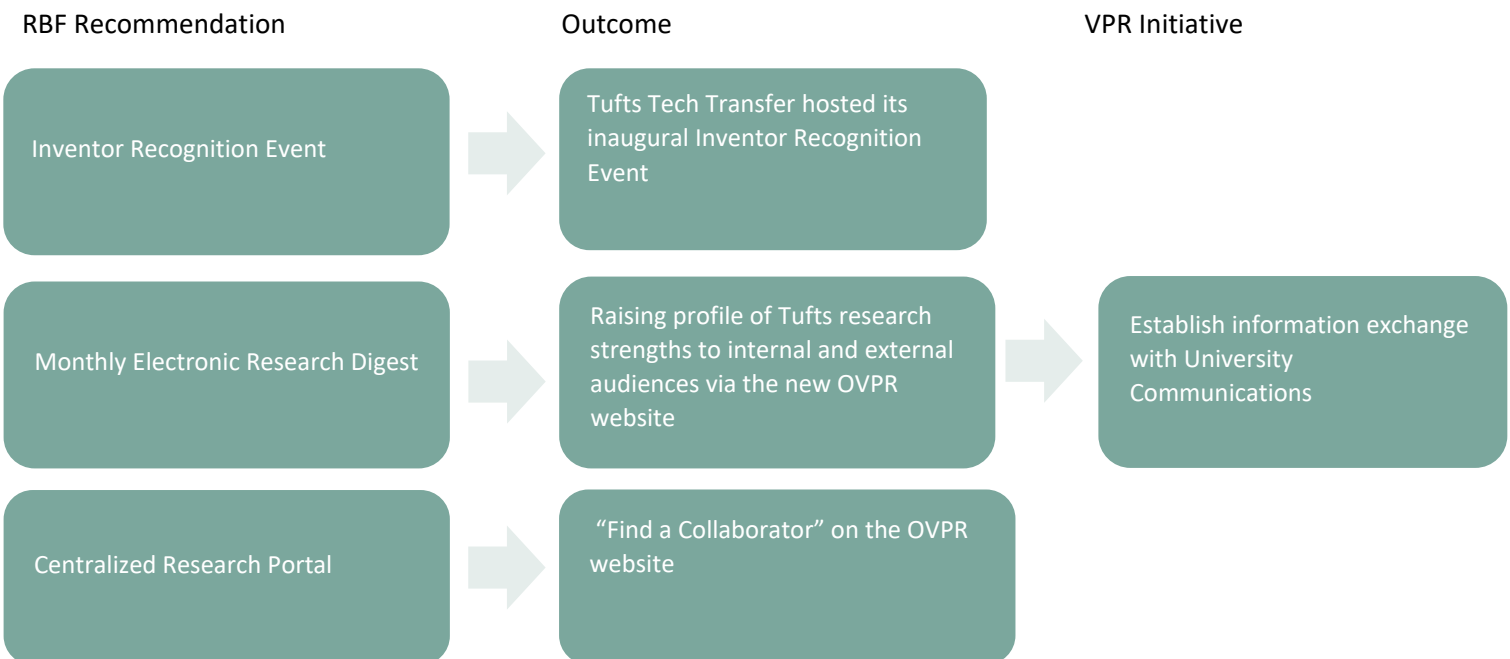 RBF Recommendation
Outcome
VPR Initiative
Inventor Recognition Event
Tufts Tech Transfer hosted its
inaugural Inventor Recognition
Event
Monthly Electronic Research Digest
Raising profile of Tufts research
strengths to internal and external
audiences via the new OVPR
website
Establish information exchange
with University
Communications
Centralized Research Portal
“Find a Collaborator” on the OVPR
website